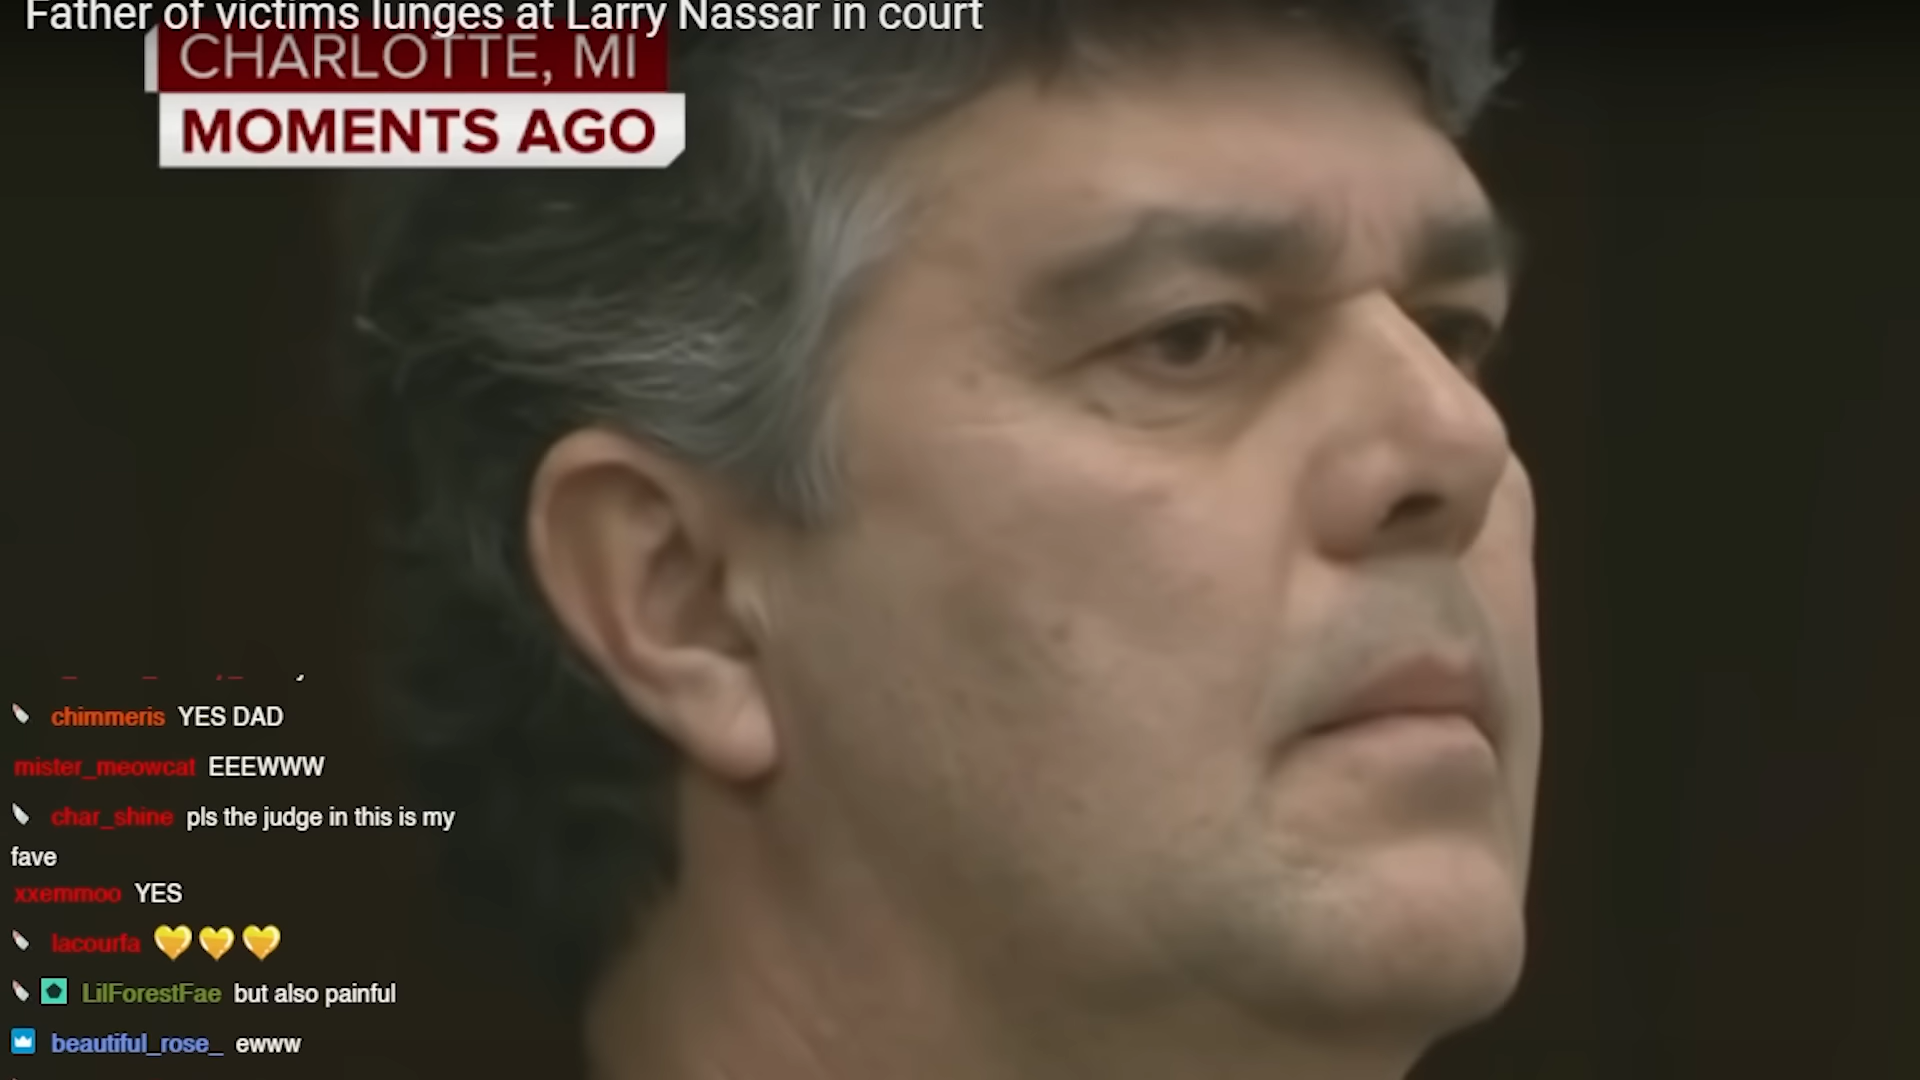 Father of victims lunges at Larry Nassar in court
CHARLOTTE, MI
MOMENTS AGO
chimmeris YES DAD
mister_meowcat EEEWWW
char_shine pls the judge in this is my
fave
xxemmoo YES
lacourfa 💛💛💛
LilForestFae but also painful
beautiful_rose_ ewww